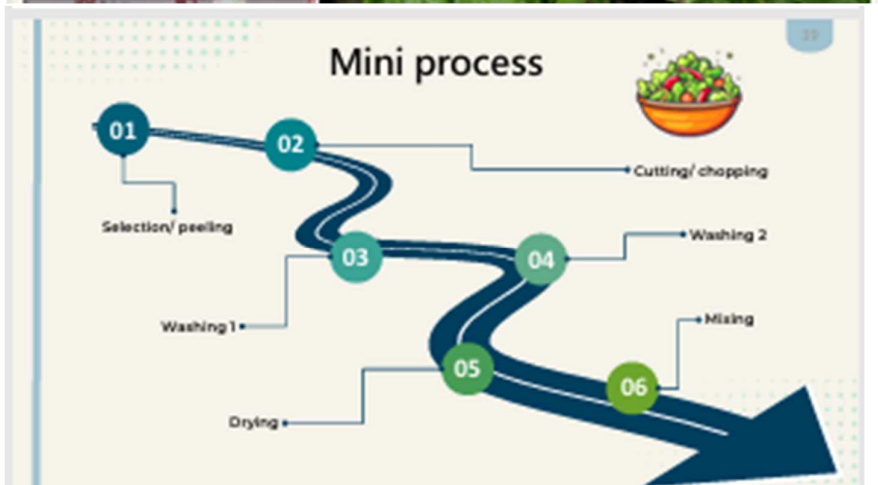 Mini process
01
02
Cutting/ chopping
Selection/ peeling
Washing 2
03
04
Mixing
Washing 1
05
06
Drying